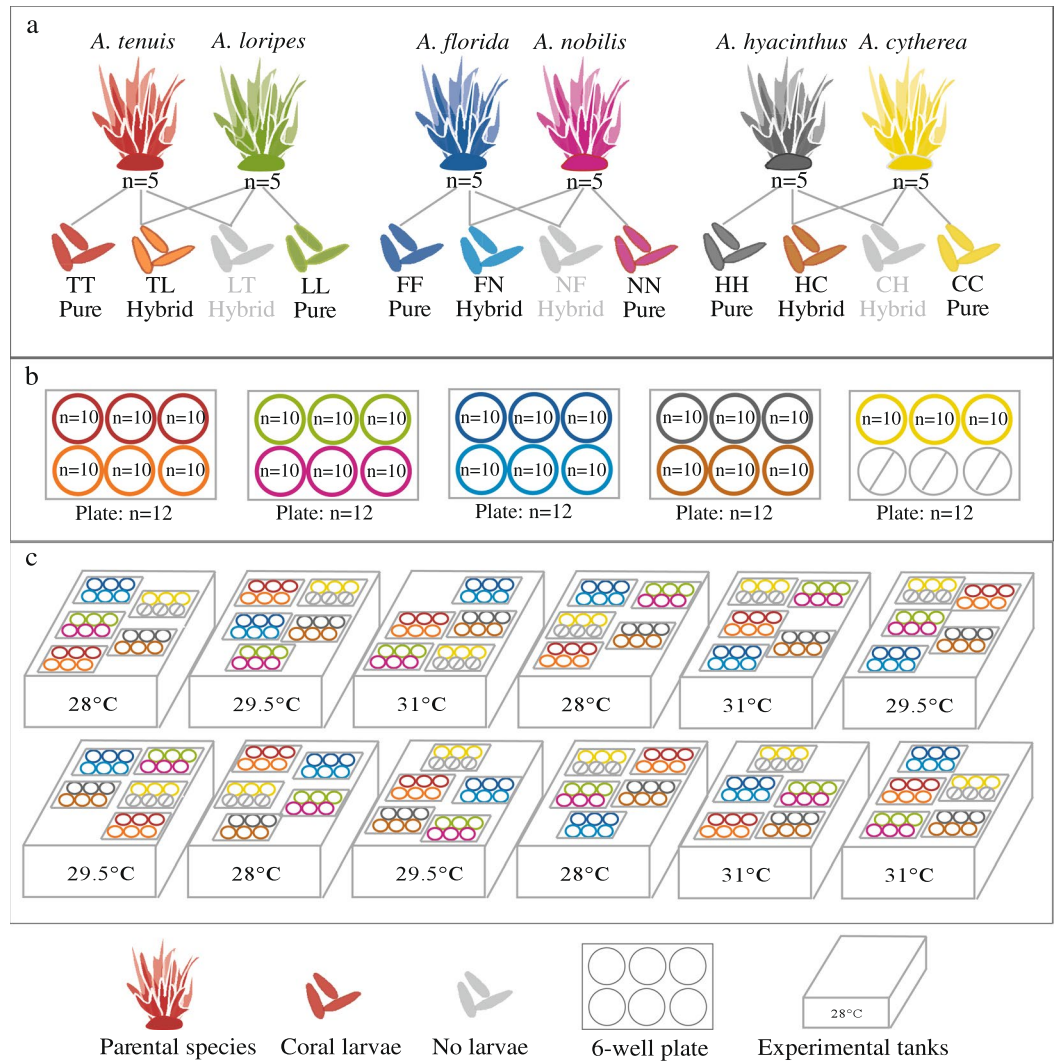 a
A. tenuis A. loripes A. florida A. nobilis A. hyacinthus A. cytherea
n=5 n=5 n=5 n=5 n=5 n=5
TT TL LT LL FF FN NF NN HH HC CH CC
Pure Hybrid Hybrid Pure Pure Hybrid Hybrid Pure Pure Hybrid Hybrid Pure
b
n=10 n=10 n=10 n=10 n=10 n=10 n=10 n=10 n=10 n=10 n=10 n=10 n=10 n=10 n=10
n=10 n=10 n=10 n=10 n=10 n=10 n=10 n=10 n=10 n=10 n=10 n=10
Plate: n=12 Plate: n=12 Plate: n=12 Plate: n=12 Plate: n=12
c
28°C 29.5°C 31°C 28°C 31°C 29.5°C
29.5°C 28°C 29.5°C 28°C 31°C 31°C
28°C
Parental species Coral larvae No larvae 6-well plate Experimental tanks